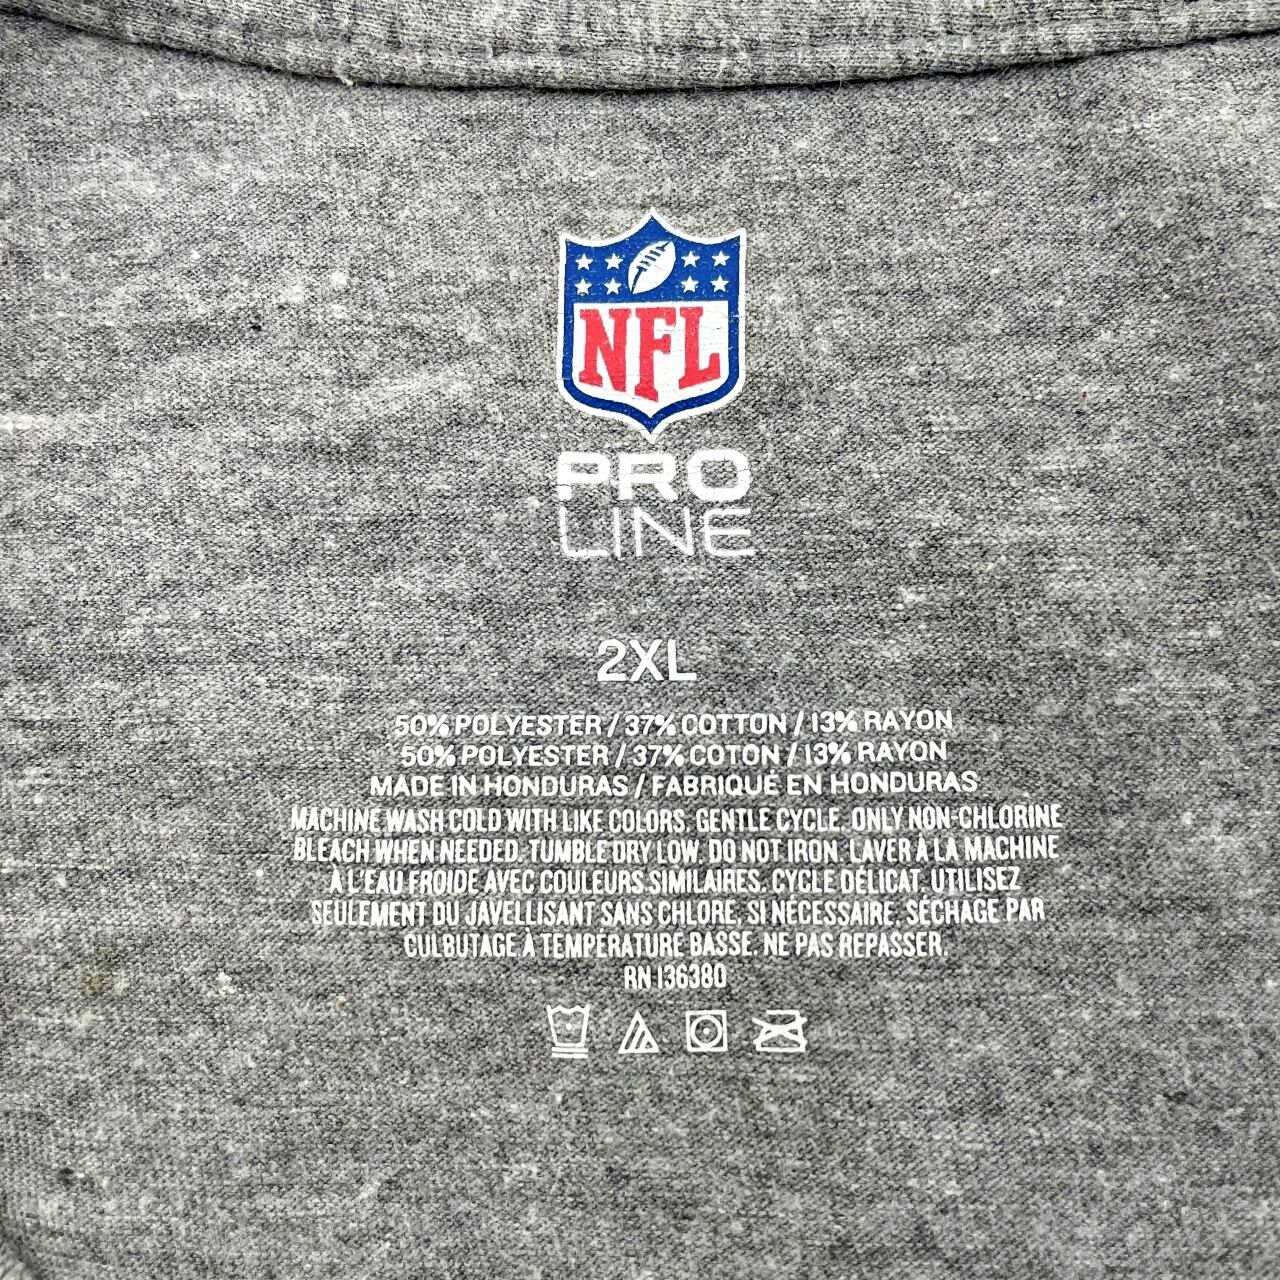 NFL
PRO
LINE
2XL
50% POLYESTER / 37% COTTON / 13% RAYON
50% POLYESTER / 37% COTON / 13% RAYON
MADE IN HONDURAS / FABRIQUÉ EN HONDURAS
MACHINE WASH COLD WITH LIKE COLORS. GENTLE CYCLE. ONLY NON-CHLORINE
BLEACH WHEN NEEDED. TUMBLE DRY LOW. DO NOT IRON. LAVER À LA MACHINE
À L'EAU FROIDE AVEC COULEURS SIMILAIRES. CYCLE DÉLICAT. UTILISEZ
SEULEMENT DU JAVELLISANT SANS CHLORE, SI NÉCESSAIRE. SÉCHAGE PAR
CULBUTAGE À TEMPÉRATURE BASSE. NE PAS REPASSER.
RN 136380